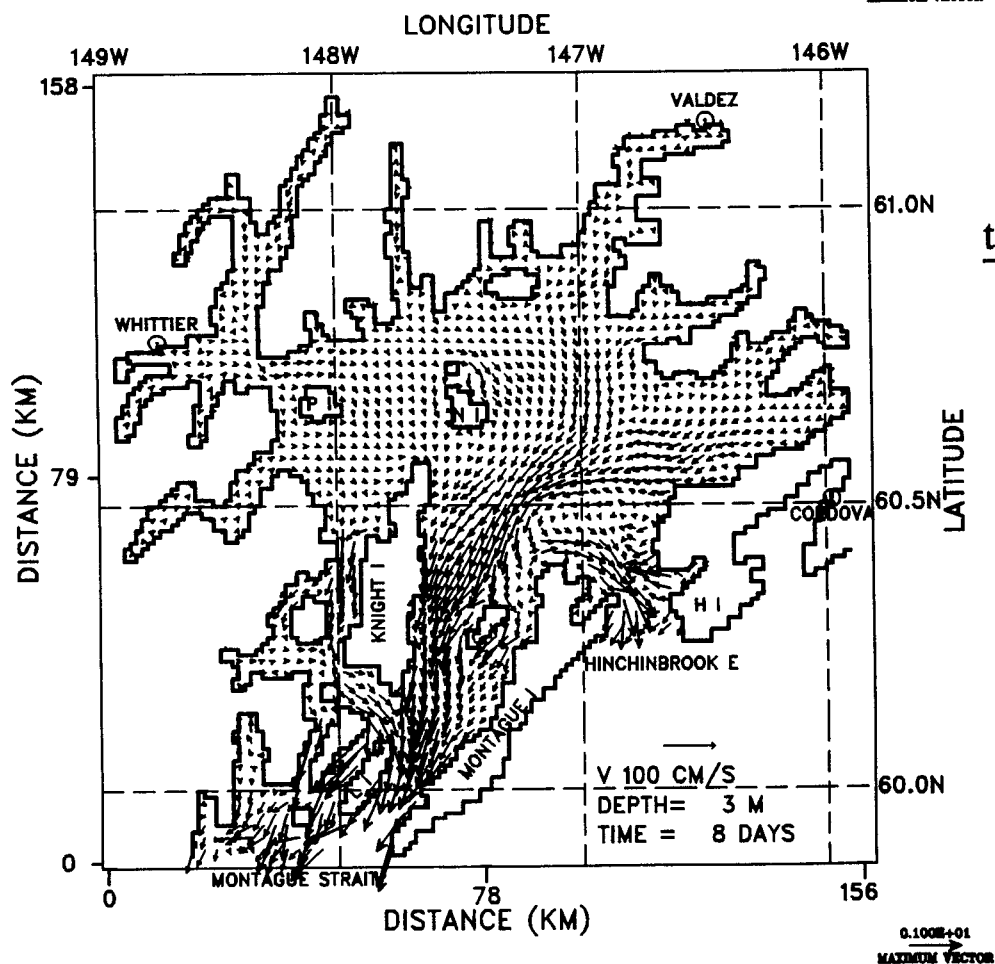 LONGITUDE
149W 148W 147W 146W
158
VALDEZ
61.0N
t
WHITTIER
P
N I
DISTANCE (KM)
LATITUDE
79
60.5N
CORDOVA
KNIGHT I
H I
HINCHINBROOK E
MONTAGUE I
V 100 CM/S
60.0N
DEPTH= 3 M
TIME = 8 DAYS
0
MONTAGUE STRAIT
0 78 156
DISTANCE (KM)
0.100E+01
MAXIMUM VECTOR